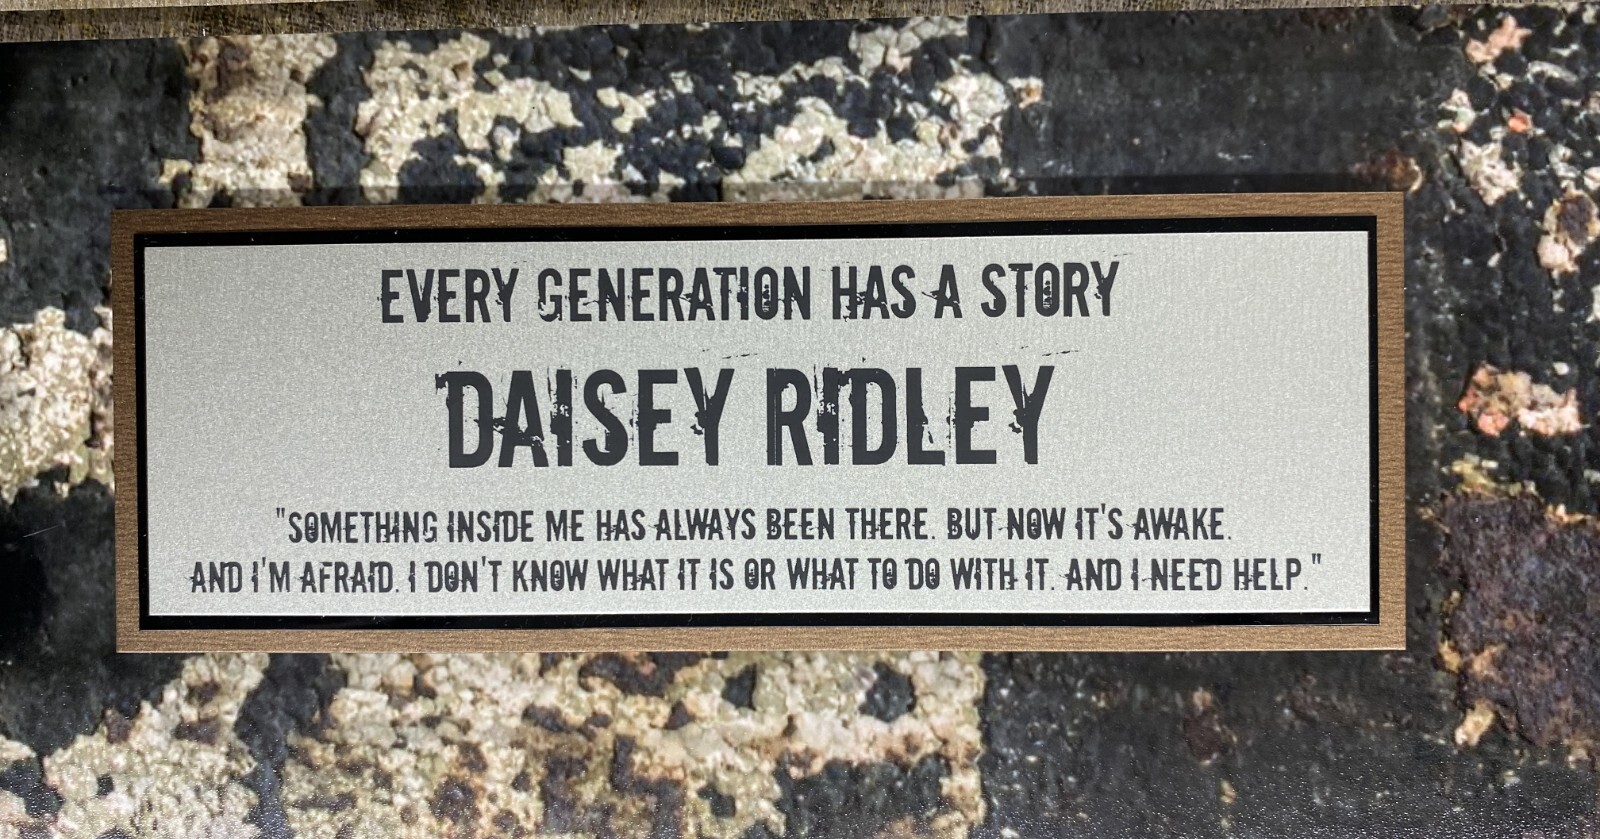 EVERY GENERATION HAS A STORY
DAISEY RIDLEY
"SOMETHING INSIDE ME HAS ALWAYS BEEN THERE. BUT NOW IT'S AWAKE.
AND I'M AFRAID. I DON'T KNOW WHAT IT IS OR WHAT TO DO WITH IT. AND I NEED HELP."